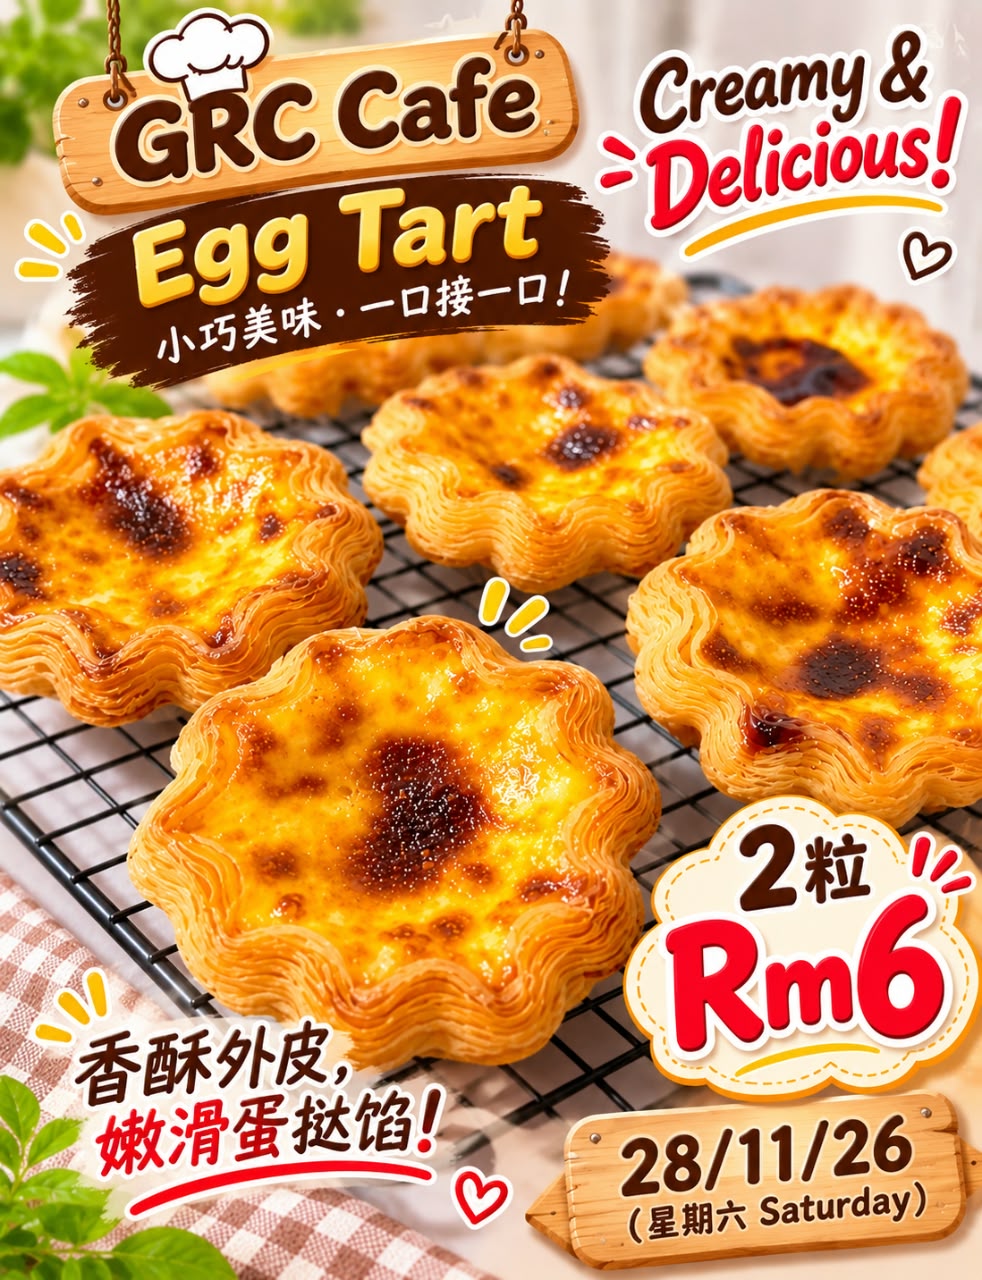 GRC Cafe
Egg Tart
小巧美味·一口接一口!
Creamy &
Delicious!
2粒
Rm6
香酥外皮,
嫩滑蛋挞馅!
28/11/26
(星期六 Saturday)